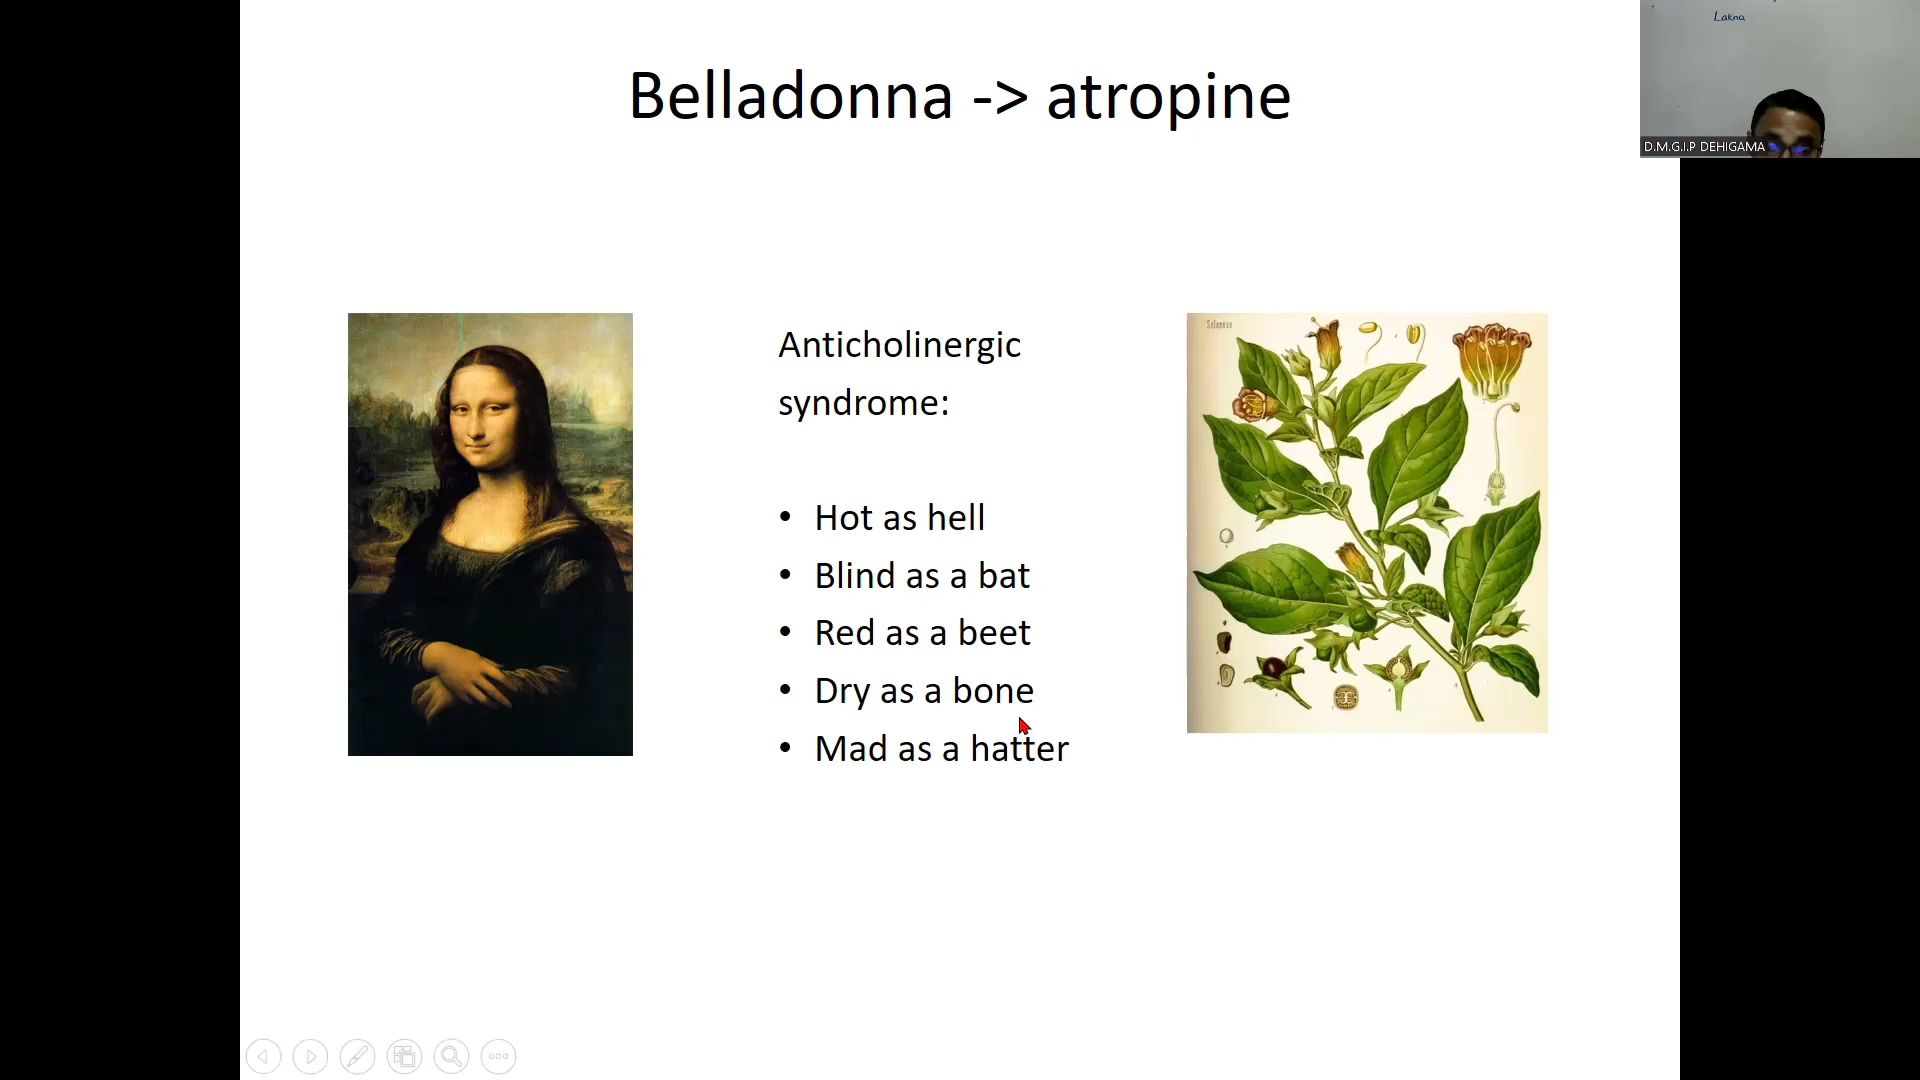 Belladonna -> atropine
Lakna
D.M.G.I.P DEHIGAMA
Anticholinergic
syndrome:
• Hot as hell
• Blind as a bat
• Red as a beet
• Dry as a bone
• Mad as a hatter